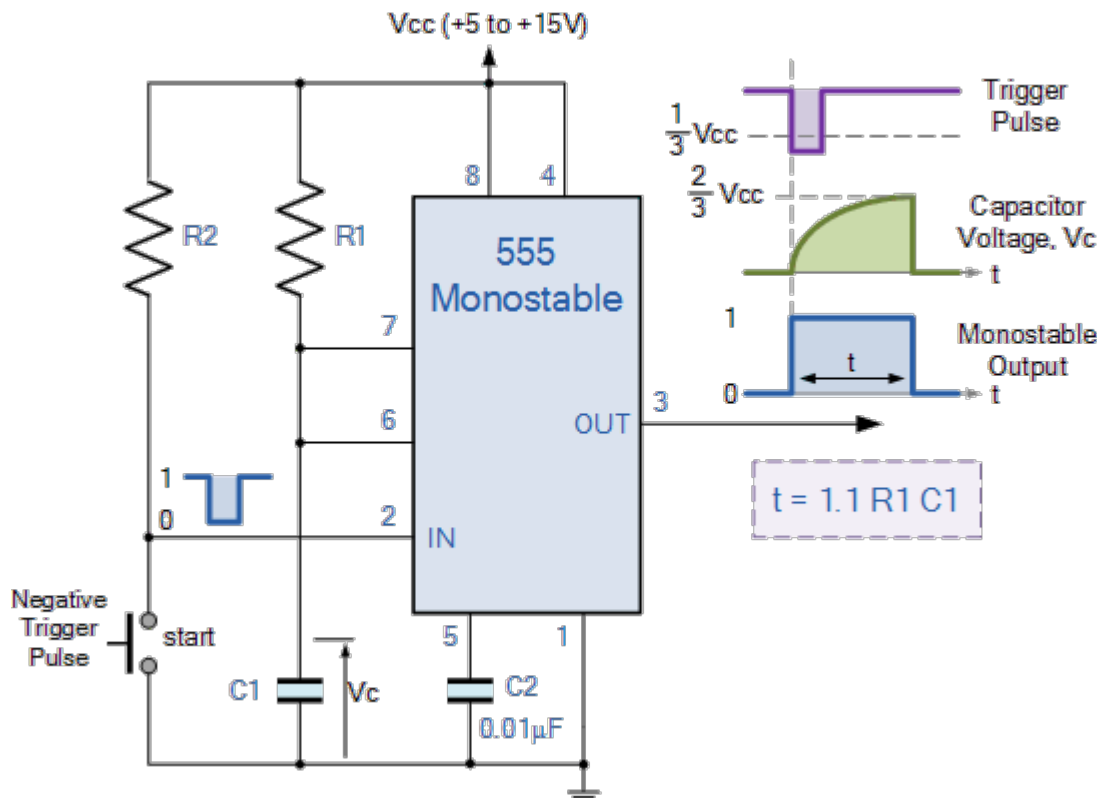 Vcc (+5 to +15V)
8
4
R2
R1
555
Monostable
7
6
OUT
3
1
0
2
IN
Negative
Trigger
Pulse
start
5
1
C1
Vc
C2
0.01µF
1/3 Vcc
Trigger
Pulse
2/3 Vcc
Capacitor
Voltage, Vc
t
1
t
Monostable
Output
0
t
t = 1.1 R1 C1